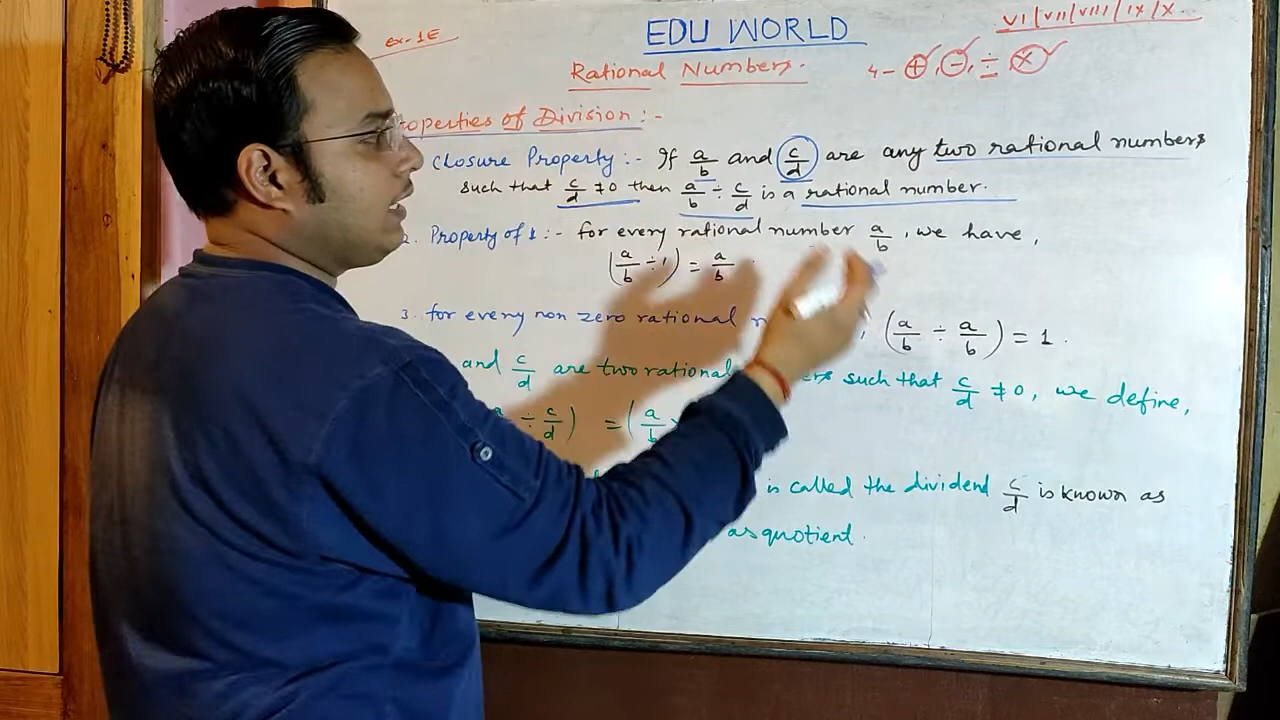 ex-1E
EDU WORLD
VI/VII/VIII/IX/X..
Rational Numbers.
4- +, -, ÷ ×
operties of Division :-
Closure Property :- If a/b and c/d are any two rational numbers
such that c/d ≠ 0 then a/b ÷ c/d is a rational number.
2. Property of 1 :- for every rational number a/b, we have,
(a/b ÷ 1) = a/b
3. for every non zero rational , (a/b ÷ a/b) = 1.
and c/d are two rational such that c/d ≠ 0, we define,
÷ c/d) = (a/b
is called the dividend c/d is known as
as quotient.